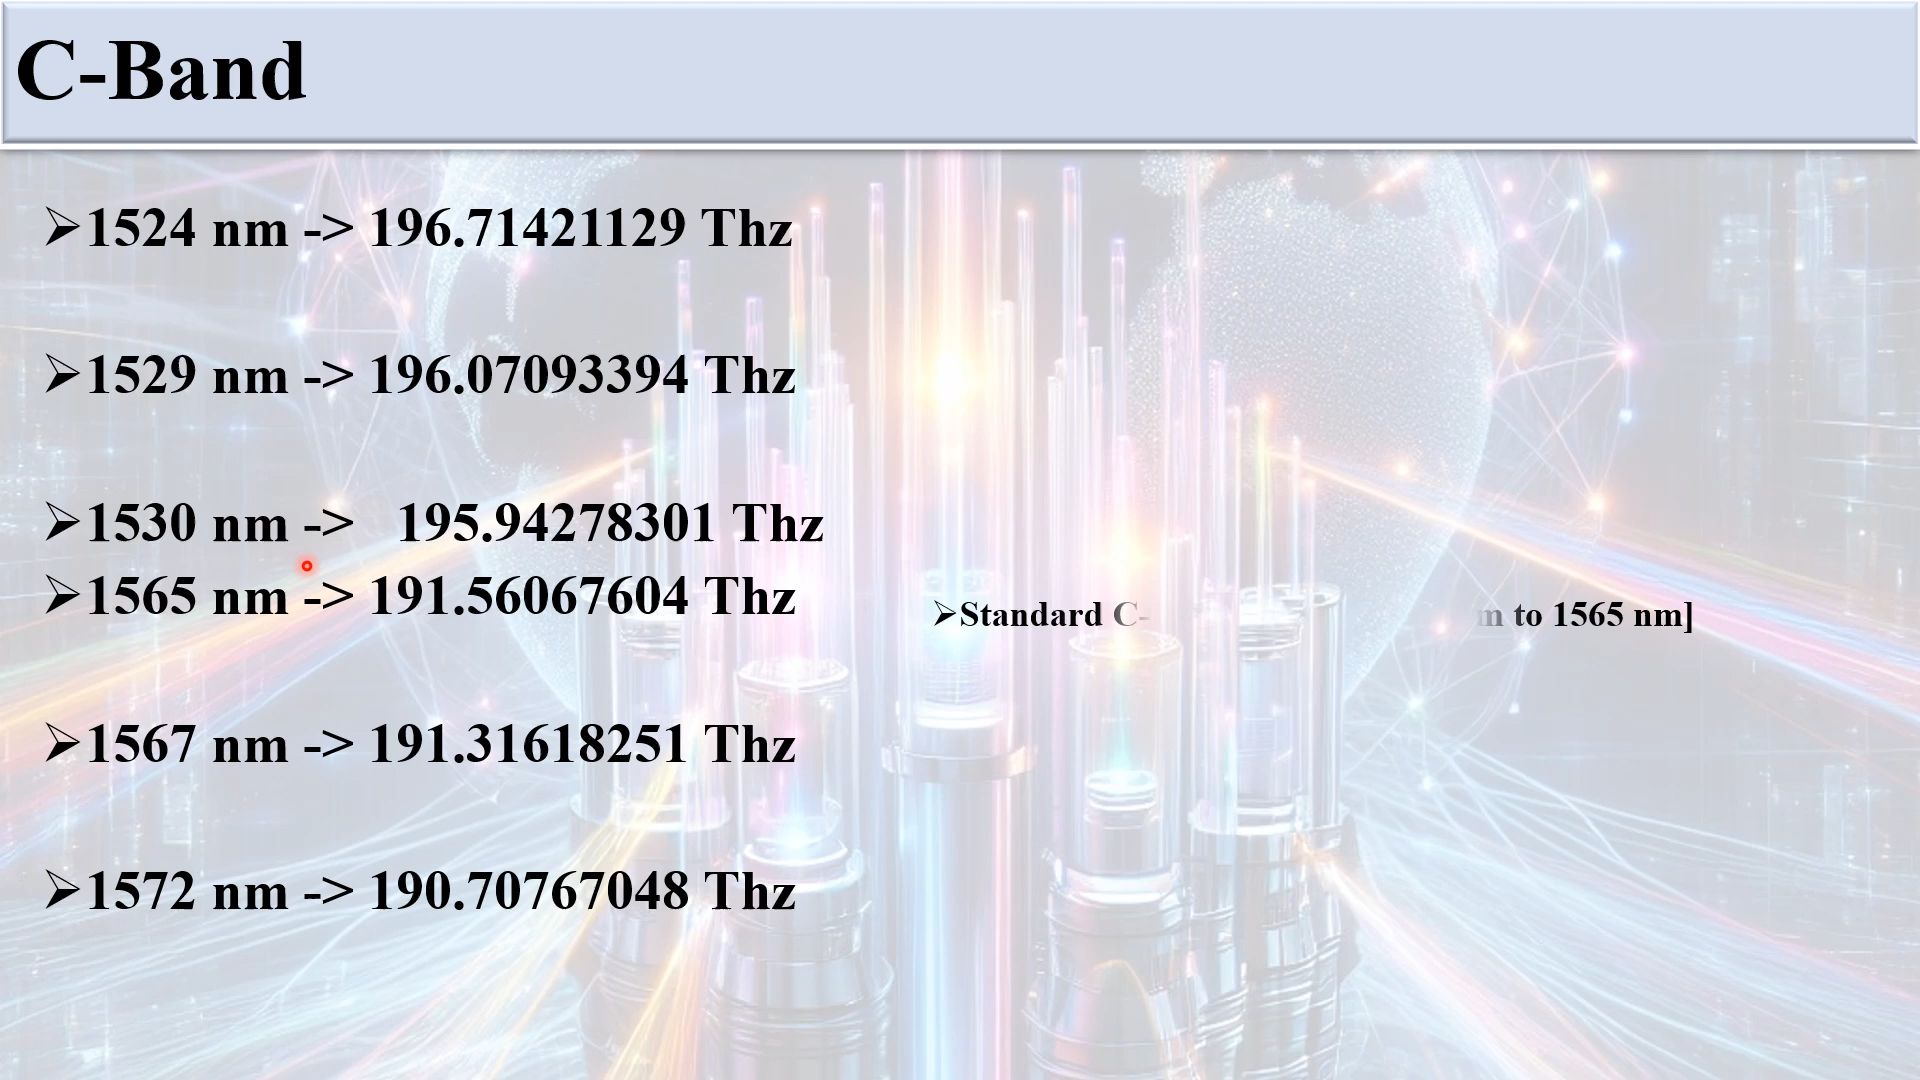 C-Band
➢1524 nm -> 196.71421129 Thz
➢1529 nm -> 196.07093394 Thz
➢1530 nm -> 195.94278301 Thz
➢1565 nm -> 191.56067604 Thz
➢Standard C- m to 1565 nm]
➢1567 nm -> 191.31618251 Thz
➢1572 nm -> 190.70767048 Thz